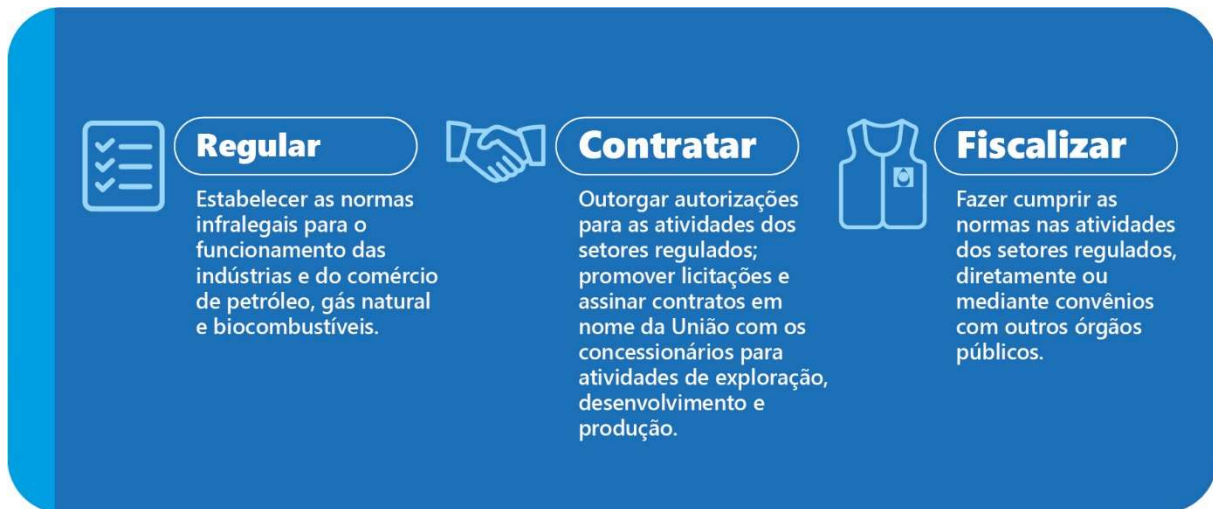 Regular
Estabelecer as normas
infralegais para o
funcionamento das
indústrias e do comércio
de petróleo, gás natural
e biocombustíveis.
Contratar
Outorgar autorizações
para as atividades dos
setores regulados;
promover licitações e
assinar contratos em
nome da União com os
concessionários para
atividades de exploração,
desenvolvimento e
produção.
Fiscalizar
Fazer cumprir as
normas nas atividades
dos setores regulados,
diretamente ou
mediante convênios
com outros órgãos
públicos.